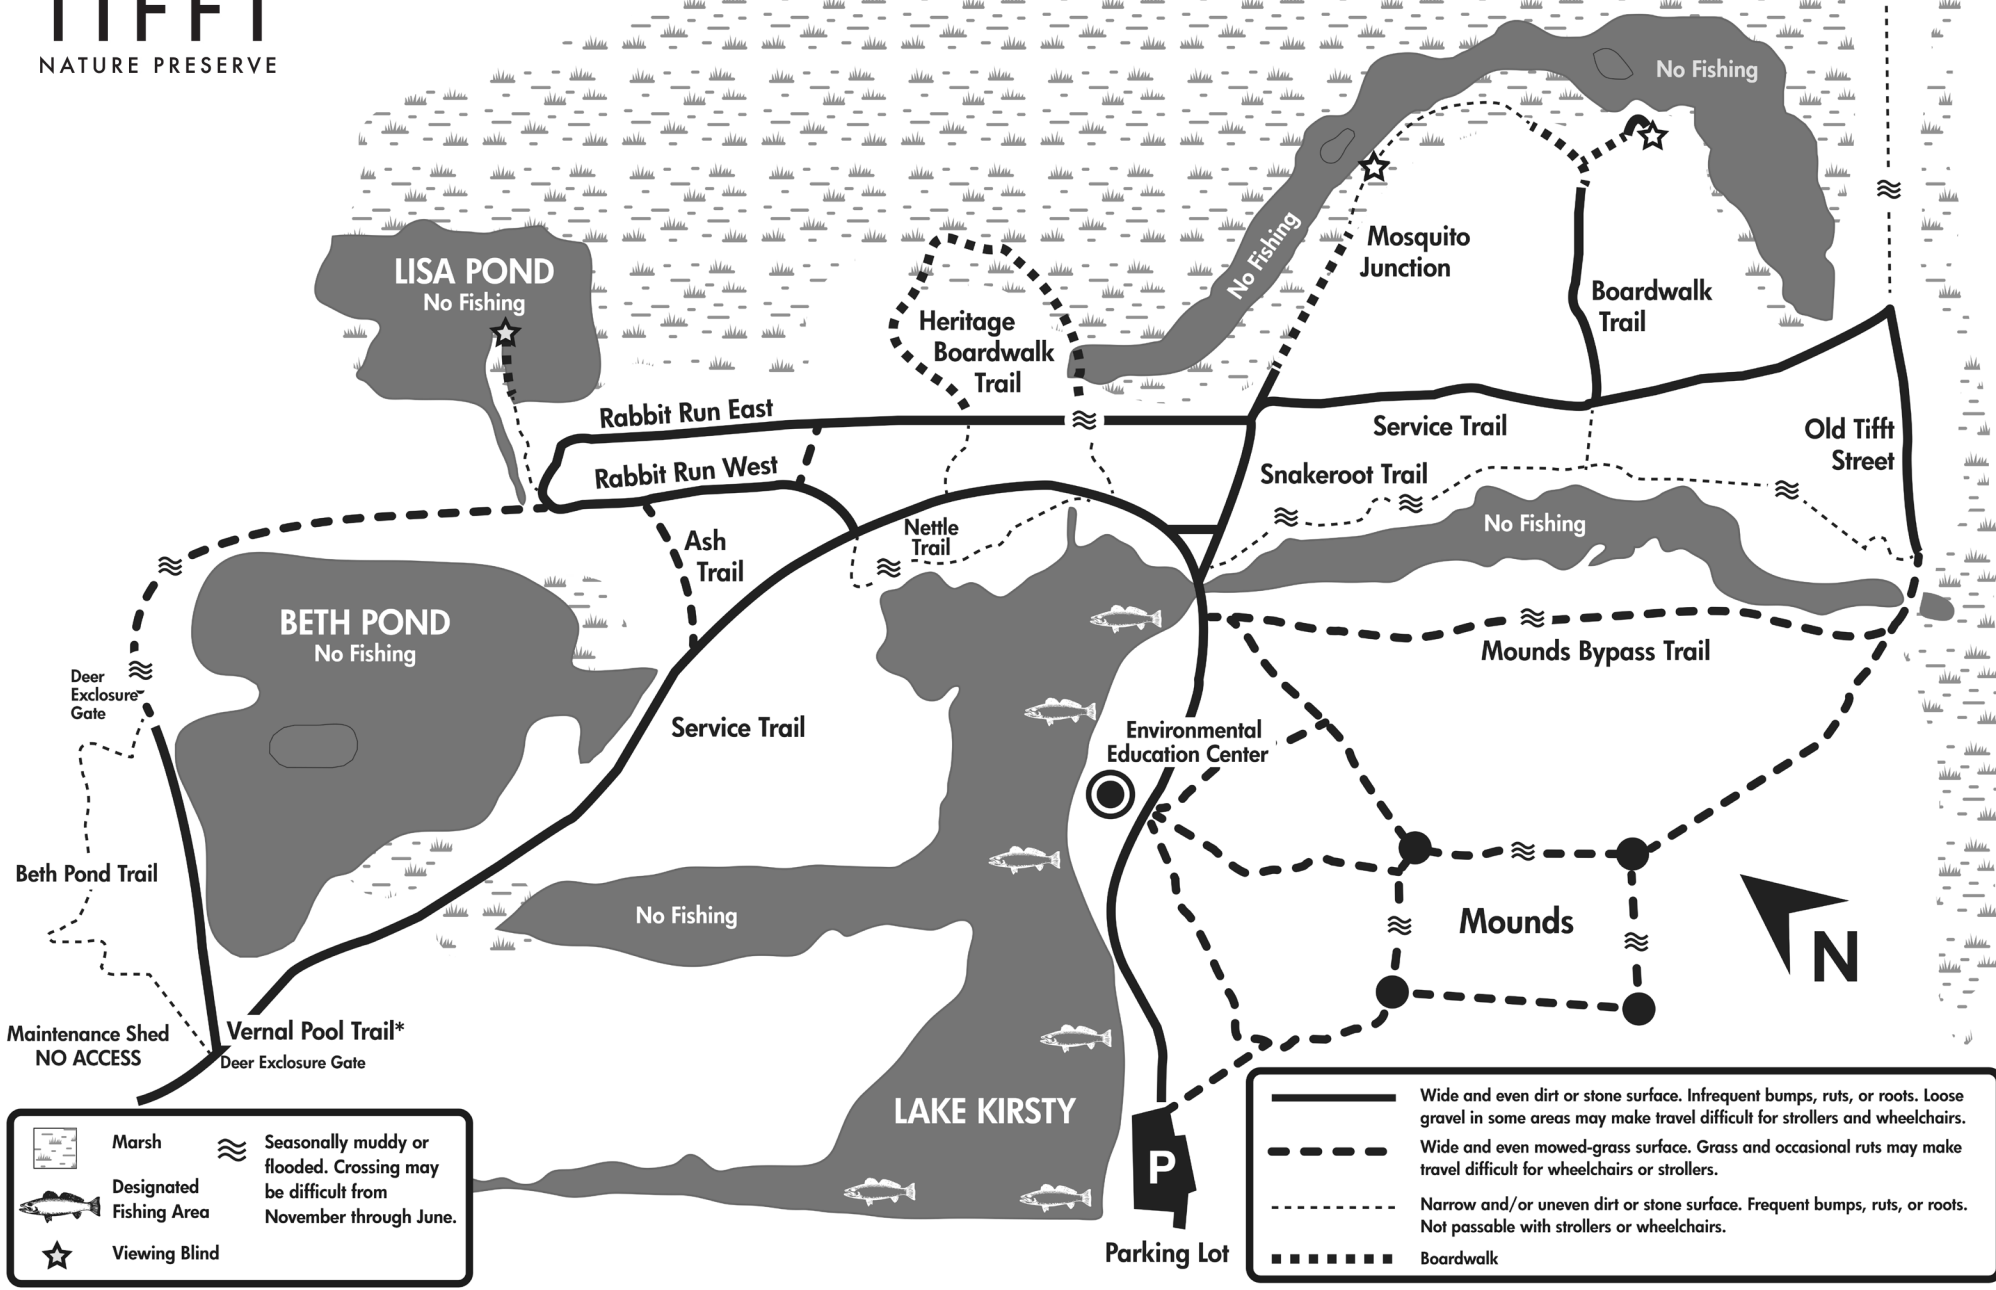 TIFFT
NATURE PRESERVE
No Fishing
No Fishing
LISA POND
No Fishing
Mosquito
Junction
Boardwalk
Trail
Heritage
Boardwalk
Trail
Rabbit Run East
Rabbit Run West
Service Trail
Snakeroot Trail
Old Tifft
Street
No Fishing
Nettle
Trail
Ash
Trail
BETH POND
No Fishing
Mounds Bypass Trail
Deer
Exclosure
Gate
Service Trail
Environmental
Education Center
Beth Pond Trail
No Fishing
Mounds
N
Maintenance Shed
NO ACCESS
Vernal Pool Trail*
Deer Exclosure Gate
LAKE KIRSTY
P
Parking Lot
Marsh
Designated
Fishing Area
Viewing Blind
Seasonally muddy or
flooded. Crossing may
be difficult from
November through June.
Wide and even dirt or stone surface. Infrequent bumps, ruts, or roots. Loose
gravel in some areas may make travel difficult for strollers and wheelchairs.
Wide and even mowed-grass surface. Grass and occasional ruts may make
travel difficult for wheelchairs or strollers.
Narrow and/or uneven dirt or stone surface. Frequent bumps, ruts, or roots.
Not passable with strollers or wheelchairs.
Boardwalk